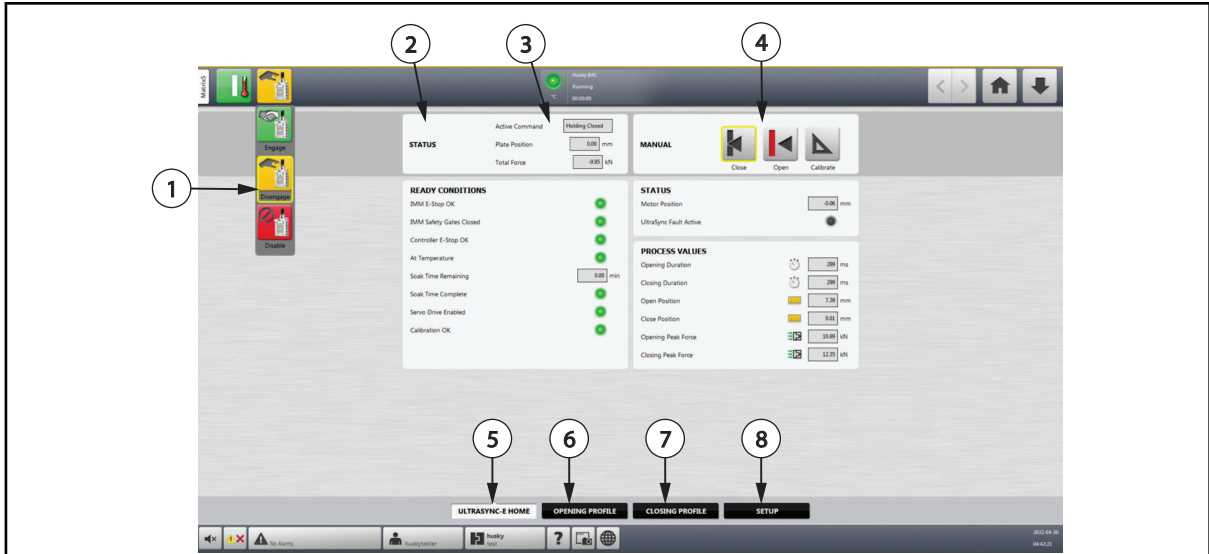 2
3
4
Matrix5
Husky IMS
Running
°C
00:00:00
Engage
1
Disengage
Disable
STATUS
Active Command Holding Closed
Plate Position 0.00 mm
Total Force -9.85 kN
MANUAL
Close Open Calibrate
READY CONDITIONS
IMM E-Stop OK
IMM Safety Gates Closed
Controller E-Stop OK
At Temperature
Soak Time Remaining 0.00 min
Soak Time Complete
Servo Drive Enabled
Calibration OK
STATUS
Motor Position -0.06 mm
UltraSync Fault Active
PROCESS VALUES
Opening Duration 289 ms
Closing Duration 299 ms
Open Position 7.39 mm
Close Position 0.01 mm
Opening Peak Force 10.99 kN
Closing Peak Force 12.35 kN
5
6
7
8
ULTRASYNC-E HOME OPENING PROFILE CLOSING PROFILE SETUP
No Alarms
huskytester
husky
test
?
2022-04-30
04:42:21